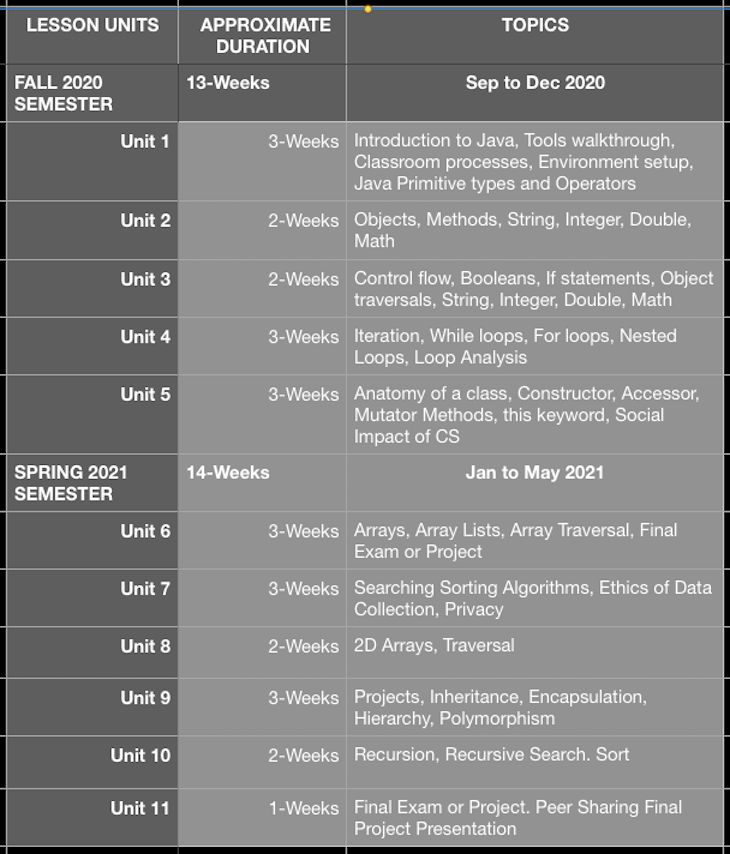 LESSON UNITS
APPROXIMATE
DURATION
TOPICS
FALL 2020
SEMESTER
13-Weeks
Sep to Dec 2020
Unit 1
3-Weeks
Introduction to Java, Tools walkthrough,
Classroom processes, Environment setup,
Java Primitive types and Operators
Unit 2
2-Weeks
Objects, Methods, String, Integer, Double,
Math
Unit 3
2-Weeks
Control flow, Booleans, If statements, Object
traversals, String, Integer, Double, Math
Unit 4
3-Weeks
Iteration, While loops, For loops, Nested
Loops, Loop Analysis
Unit 5
3-Weeks
Anatomy of a class, Constructor, Accessor,
Mutator Methods, this keyword, Social
Impact of CS
SPRING 2021
SEMESTER
14-Weeks
Jan to May 2021
Unit 6
3-Weeks
Arrays, Array Lists, Array Traversal, Final
Exam or Project
Unit 7
3-Weeks
Searching Sorting Algorithms, Ethics of Data
Collection, Privacy
Unit 8
2-Weeks
2D Arrays, Traversal
Unit 9
3-Weeks
Projects, Inheritance, Encapsulation,
Hierarchy, Polymorphism
Unit 10
2-Weeks
Recursion, Recursive Search. Sort
Unit 11
1-Weeks
Final Exam or Project. Peer Sharing Final
Project Presentation